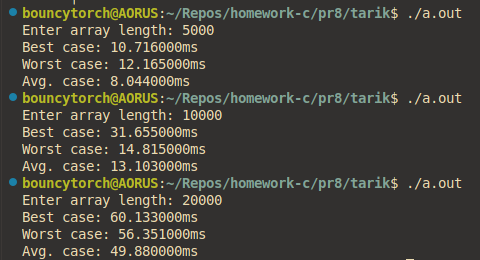 bouncytorch@AORUS:~/Repos/homework-c/pr8/tarik$ ./a.out
Enter array length: 5000
Best case: 10.716000ms
Worst case: 12.165000ms
Avg. case: 8.044000ms
bouncytorch@AORUS:~/Repos/homework-c/pr8/tarik$ ./a.out
Enter array length: 10000
Best case: 31.655000ms
Worst case: 14.815000ms
Avg. case: 13.103000ms
bouncytorch@AORUS:~/Repos/homework-c/pr8/tarik$ ./a.out
Enter array length: 20000
Best case: 60.133000ms
Worst case: 56.351000ms
Avg. case: 49.880000ms